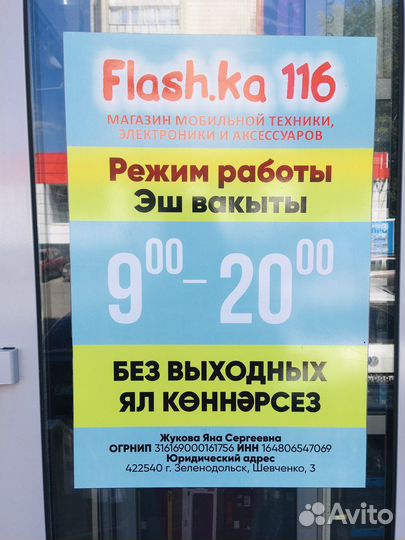 Flash.ka 116
МАГАЗИН МОБИЛЬНОЙ ТЕХНИКИ,
ЭЛЕКТРОНИКИ И АКСЕССУАРОВ
Режим работы
Эш вакыты
9⁰⁰ – 20⁰⁰
БЕЗ ВЫХОДНЫХ
ЯЛ КӨННӘРСЕЗ
Жукова Яна Сергеевна
ОГРНИП 316169000161756 ИНН 164806547069
Юридический адрес
422540 г. Зеленодольск, Шевченко, 3
Avito